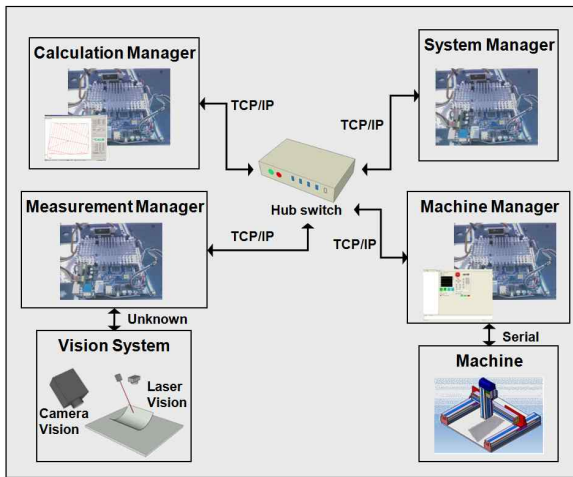 Calculation Manager
System Manager
TCP/IP
TCP/IP
Hub switch
Measurement Manager
Machine Manager
TCP/IP
TCP/IP
Unknown
Serial
Vision System
Machine
Laser
Vision
Camera
Vision